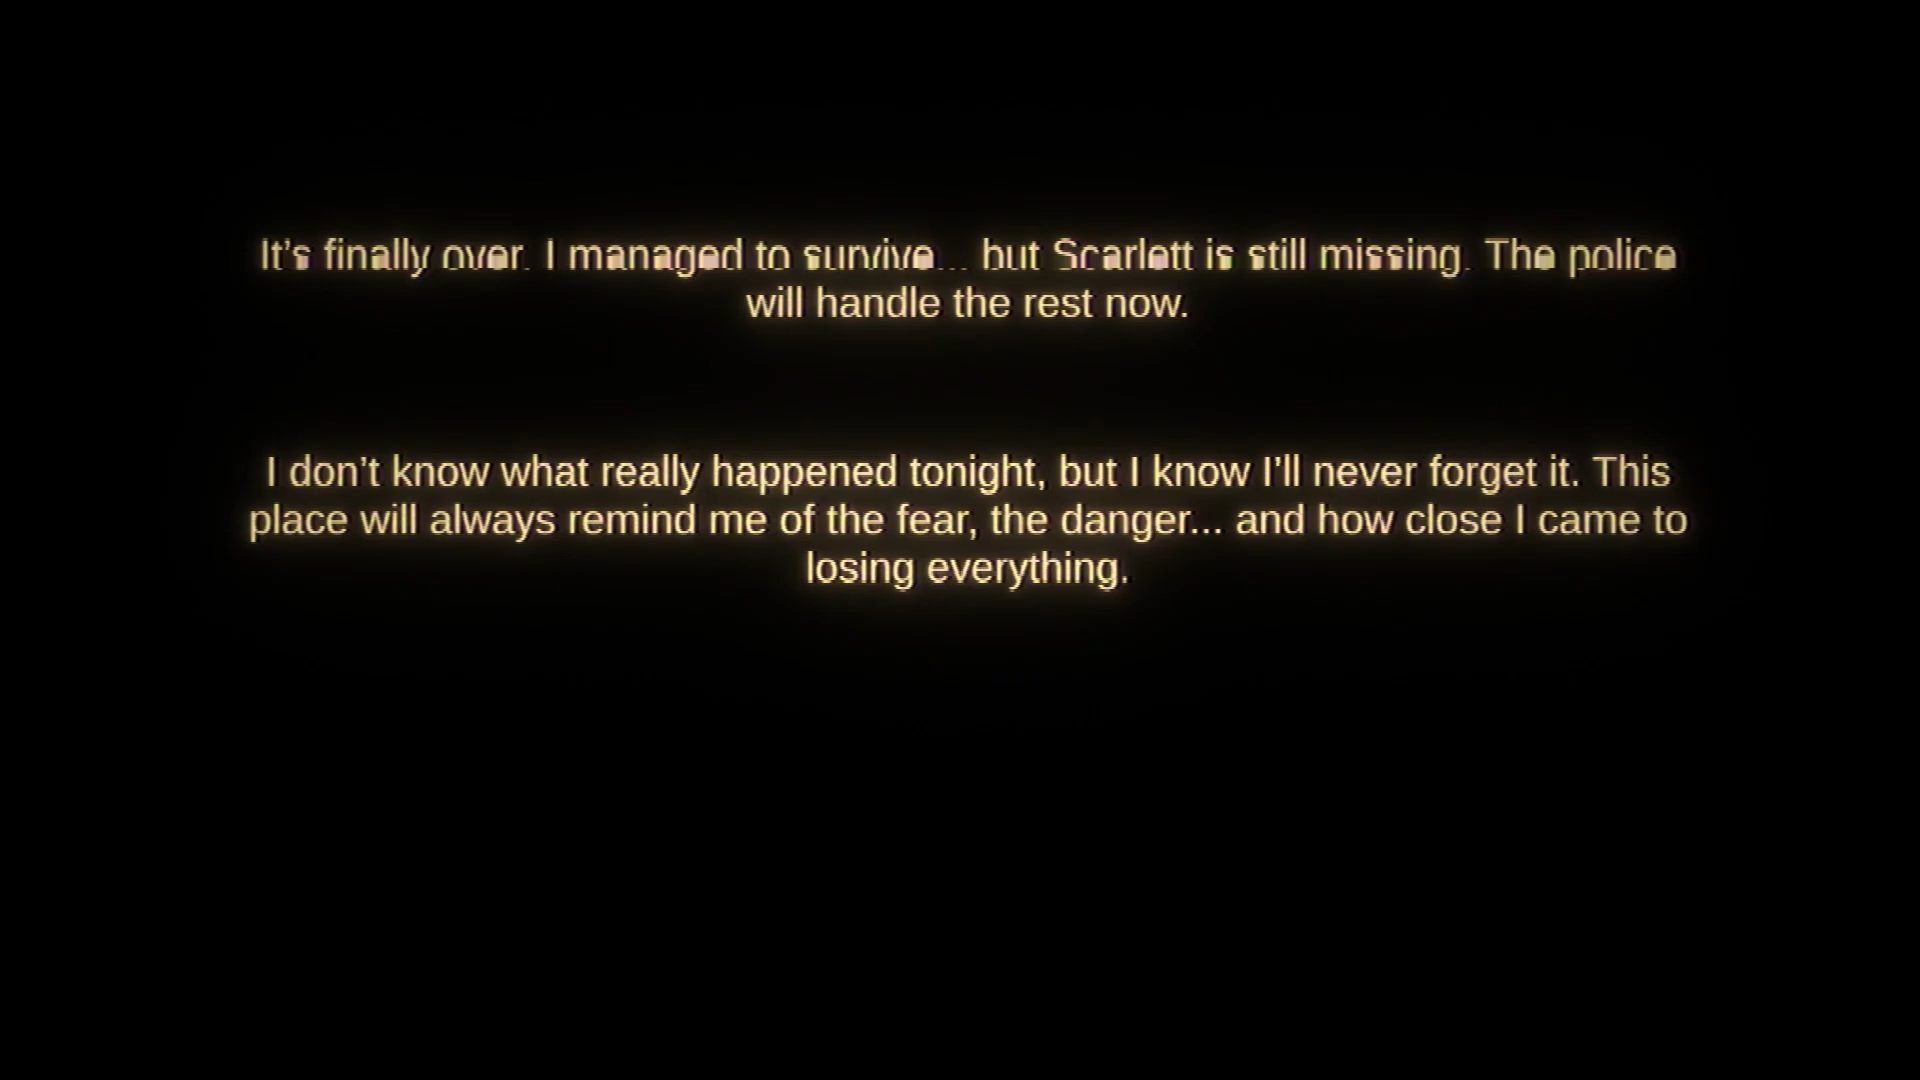 It’s finally over. I managed to survive... but Scarlett is still missing. The police
will handle the rest now.
I don’t know what really happened tonight, but I know I’ll never forget it. This
place will always remind me of the fear, the danger... and how close I came to
losing everything.